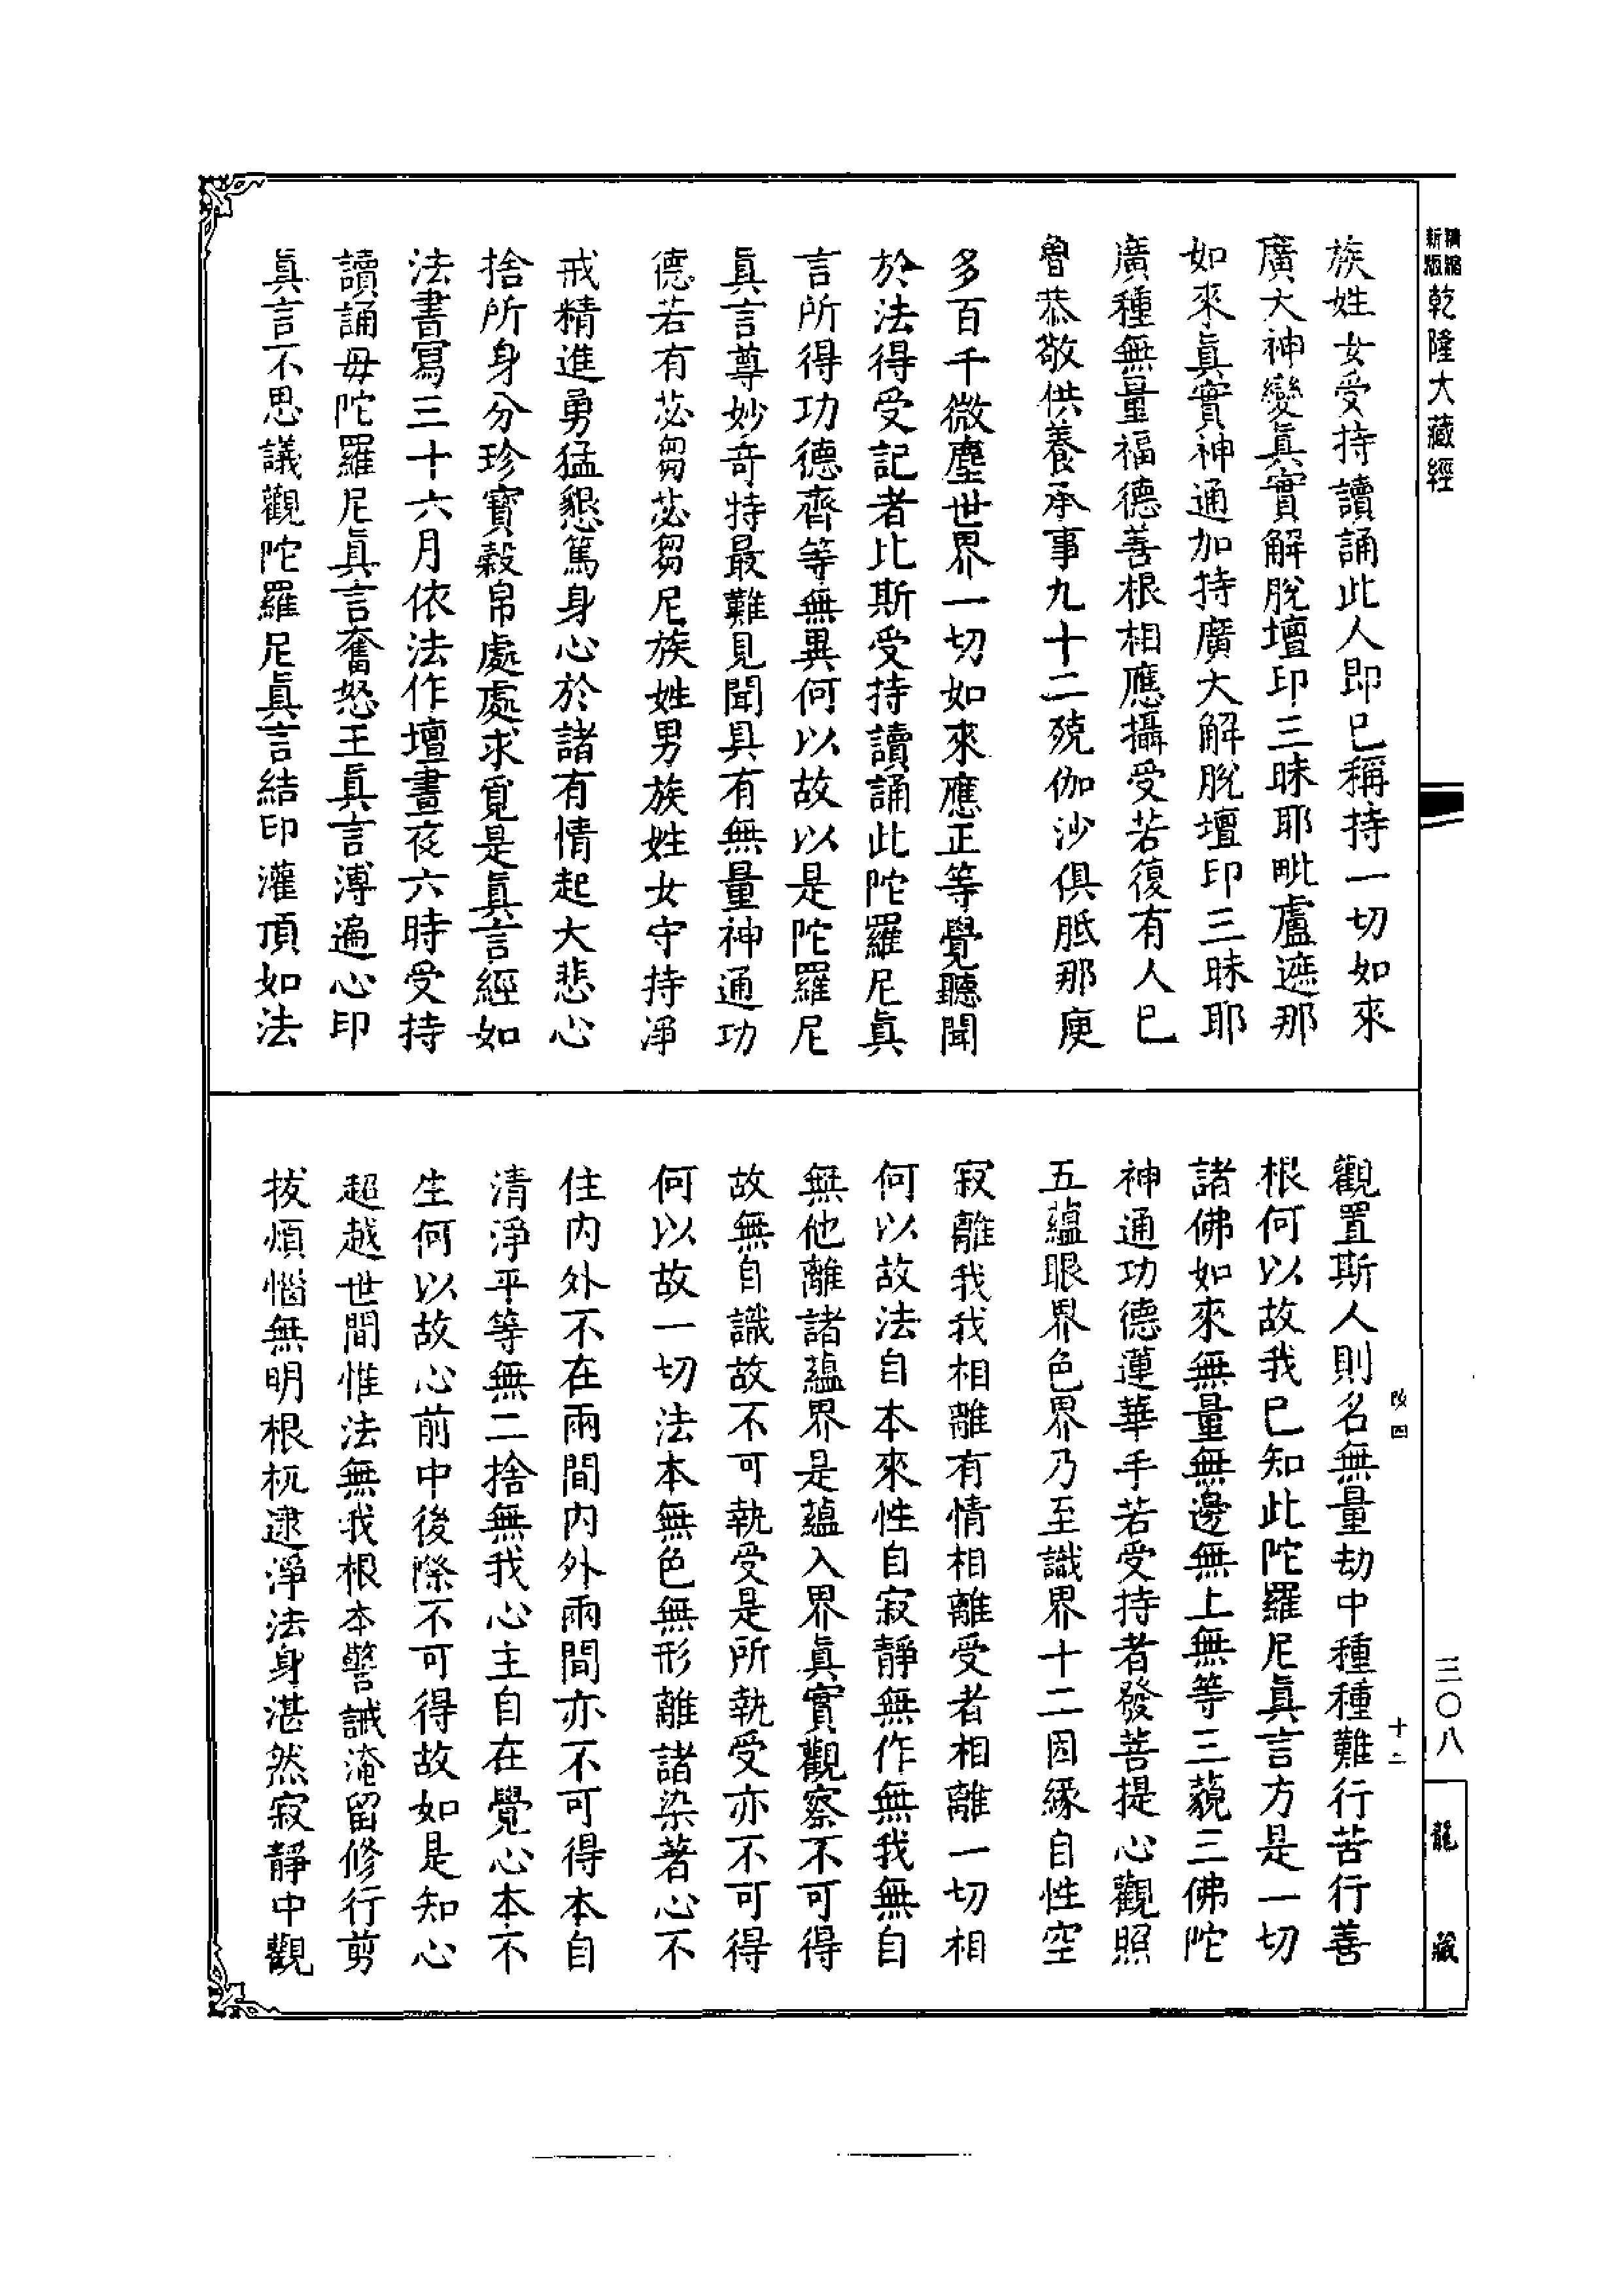 精縮
新版
乾隆大藏經
族姓女受持讀誦此人即已稱持一切如來
廣大神變真實解脫壇印三昧耶毗盧遮那
如來真實神通加持廣大解脫壇印三昧耶
廣種無量福德善根相應攝受若復有人已
曾恭敬供養承事九十二殑伽沙俱胝那庾
多百千微塵世界一切如來應正等覺聽聞
於法得受記者比斯受持讀誦此陀羅尼真
言所得功德齊等無異何以故以是陀羅尼
真言尊妙奇特最難見聞具有無量神通功
德若有苾芻苾芻尼族姓男族姓女守持淨
戒精進勇猛懇篤身心於諸有情起大悲心
捨所身分珍寶穀帛處處求覓是真言經如
法書寫三十六月依法作壇晝夜六時受持
讀誦母陀羅尼真言奮怒王真言溥遍心印
真言不思議觀陀羅尼真言結印灌頂如法
觀置斯人則名無量劫中種種難行苦行善
根何以故我已知此陀羅尼真言方是一切
諸佛如來無量無邊無上無等三藐三佛陀
神通功德蓮華手若受持者發菩提心觀照
五蘊眼界色界乃至識界十二因緣自性空
寂離我我相離有情相離受者相離一切相
何以故法自本來性自寂靜無作無我無自
無他離諸蘊界是蘊入界真實觀察不可得
故無自識故不可執受是所執受亦不可得
何以故一切法本無色無形離諸染著心不
住內外不在兩間內外兩間亦不可得本自
清淨平等無二捨無我心主自在覺心本不
生何以故心前中後際不可得故如是知心
超越世間惟法無我根本警誡淹留修行剪
拔煩惱無明根杌逮淨法身湛然寂靜中觀
四
十二
三〇八
龍藏